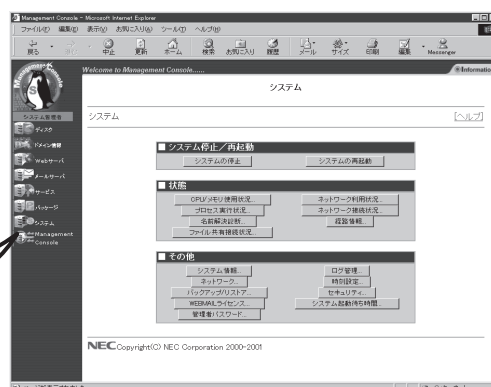 Management Console - Microsoft Internet Explorer
ファイル(F) 編集(E) 表示(V) お気に入り(A) ツール(T) ヘルプ(H)
戻る 中止 更新 ホーム 検索 お気に入り 履歴 メール サイズ 印刷 編集 Messenger
Management Console
Welcome to Management Console......
Informatio
システム
システム管理者
システム
[ヘルプ]
ディスク
ドメイン情報
Webサーバ
メールサーバ
サービス
パッケージ
システム
Management Console
■ システム停止／再起動
システムの停止 システムの再起動
■ 状態
CPU/メモリ使用状況... ネットワーク利用状況...
プロセス実行状況... ネットワーク接続状況...
名前解決診断... 経路情報...
ファイル共有接続状況...
■ その他
システム情報... ログ管理...
ネットワーク... 時刻設定...
バックアップ/リストア... セキュリティ...
WEBMAILライセンス... システム起動待ち時間...
管理者パスワード...
NEC Copyright(C) NEC Corporation 2000-2001